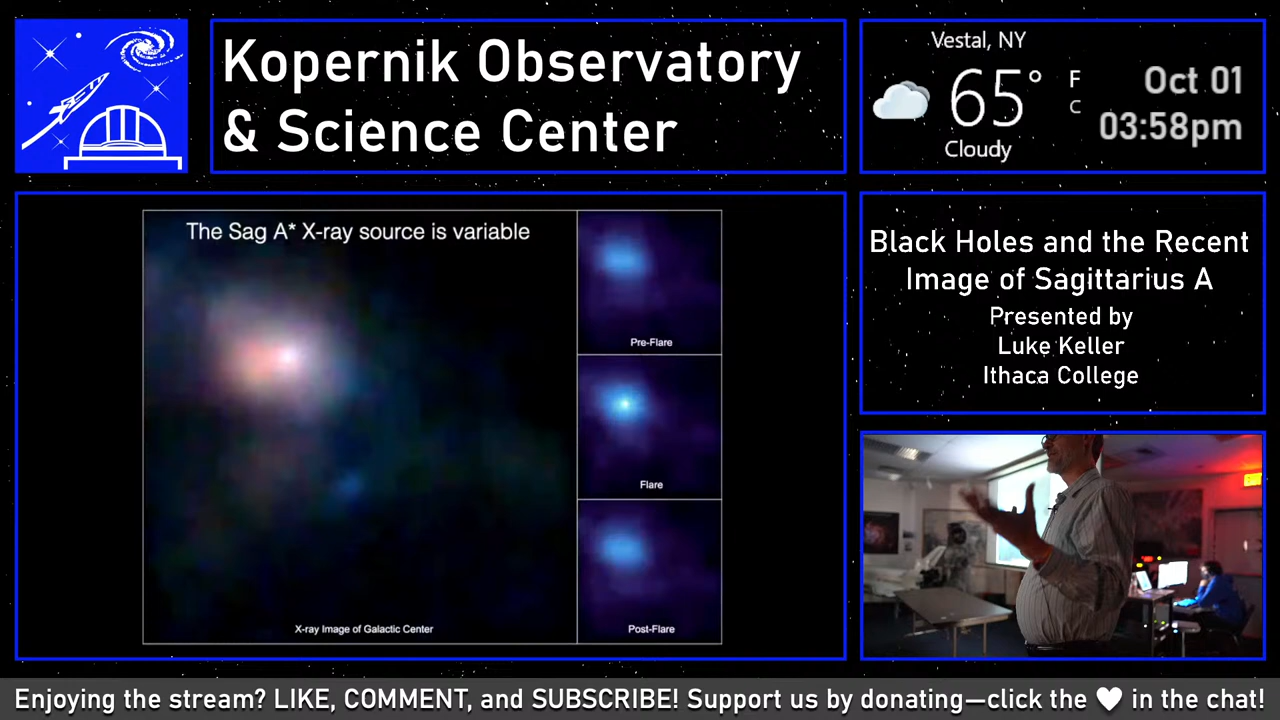 Kopernik Observatory
& Science Center
Vestal, NY
65° F
C
Cloudy
Oct 01
03:58pm
The Sag A* X-ray source is variable
X-ray Image of Galactic Center
Pre-Flare
Flare
Post-Flare
Black Holes and the Recent
Image of Sagittarius A
Presented by
Luke Keller
Ithaca College
Enjoying the stream? LIKE, COMMENT, and SUBSCRIBE! Support us by donating—click the ♥ in the chat!